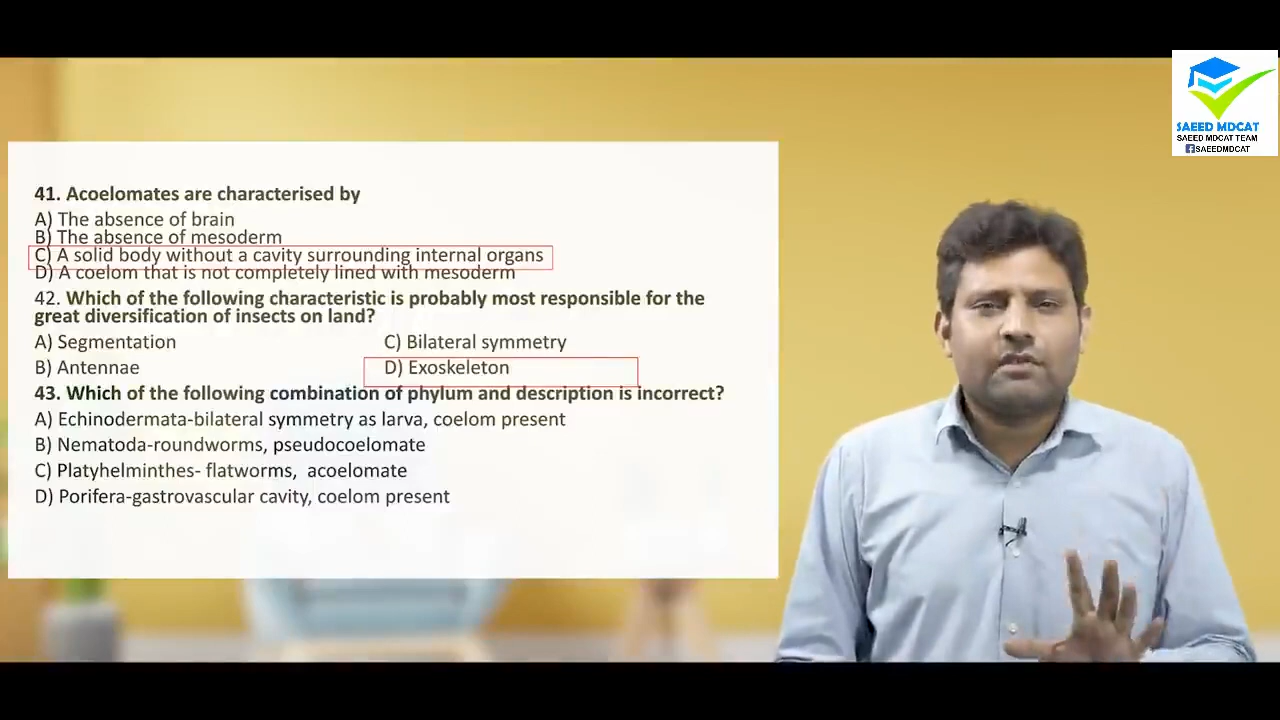 SAEED MDCAT
SAEED MDCAT TEAM
SAEEDMDCAT
41. Acoelomates are characterised by
A) The absence of brain
B) The absence of mesoderm
C) A solid body without a cavity surrounding internal organs
D) A coelom that is not completely lined with mesoderm
42. Which of the following characteristic is probably most responsible for the
great diversification of insects on land?
A) Segmentation C) Bilateral symmetry
B) Antennae D) Exoskeleton
43. Which of the following combination of phylum and description is incorrect?
A) Echinodermata-bilateral symmetry as larva, coelom present
B) Nematoda-roundworms, pseudocoelomate
C) Platyhelminthes- flatworms, acoelomate
D) Porifera-gastrovascular cavity, coelom present